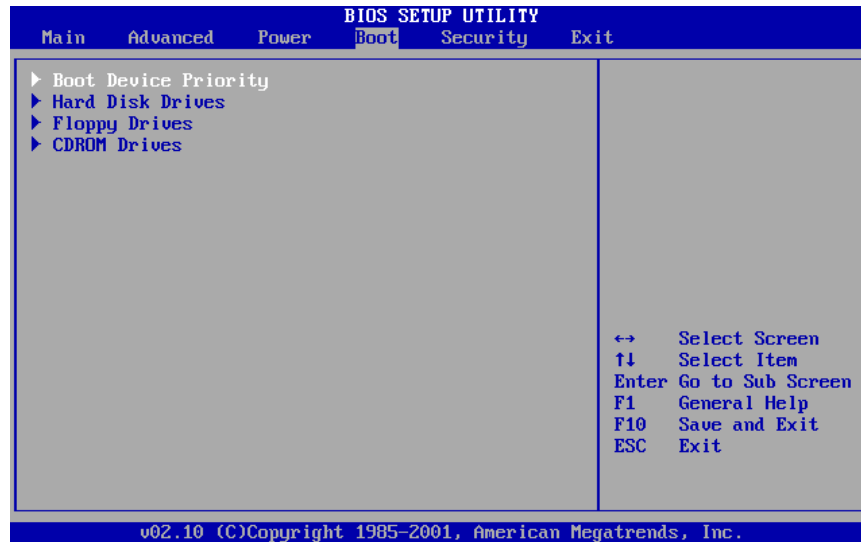 BIOS SETUP UTILITY
Main Advanced Power Boot Security Exit
Boot Device Priority
Hard Disk Drives
Floppy Drives
CDROM Drives
↔ Select Screen
↑↓ Select Item
Enter Go to Sub Screen
F1 General Help
F10 Save and Exit
ESC Exit
v02.10 (C)Copyright 1985-2001, American Megatrends, Inc.